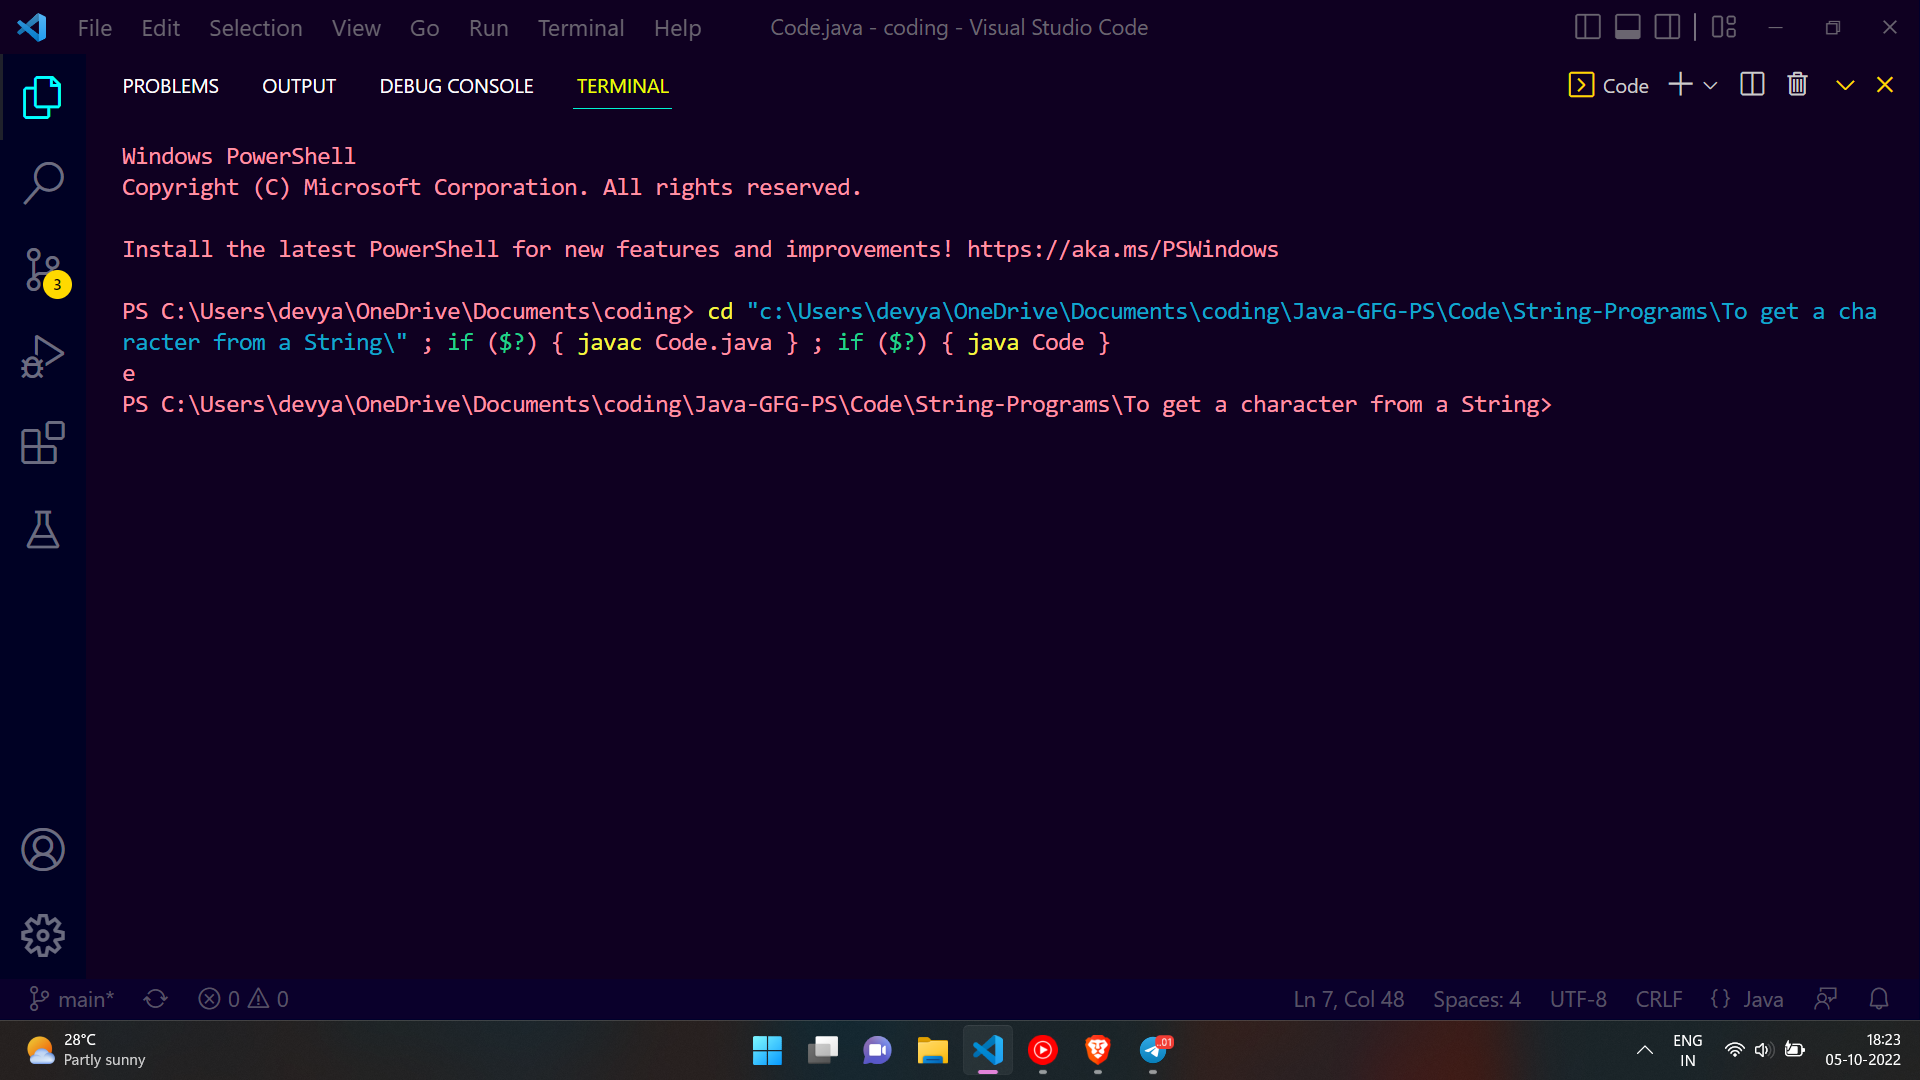 File Edit Selection View Go Run Terminal Help Code.java - coding - Visual Studio Code
PROBLEMS OUTPUT DEBUG CONSOLE TERMINAL Code
Windows PowerShell
Copyright (C) Microsoft Corporation. All rights reserved.
Install the latest PowerShell for new features and improvements! https://aka.ms/PSWindows
PS C:\Users\devya\OneDrive\Documents\coding> cd "c:\Users\devya\OneDrive\Documents\coding\Java-GFG-PS\Code\String-Programs\To get a cha
racter from a String\" ; if ($?) { javac Code.java } ; if ($?) { java Code }
e
PS C:\Users\devya\OneDrive\Documents\coding\Java-GFG-PS\Code\String-Programs\To get a character from a String>
3
main* 0 0 Ln 7, Col 48 Spaces: 4 UTF-8 CRLF {} Java
28°C
Partly sunny
..01
ENG
IN
18:23
05-10-2022